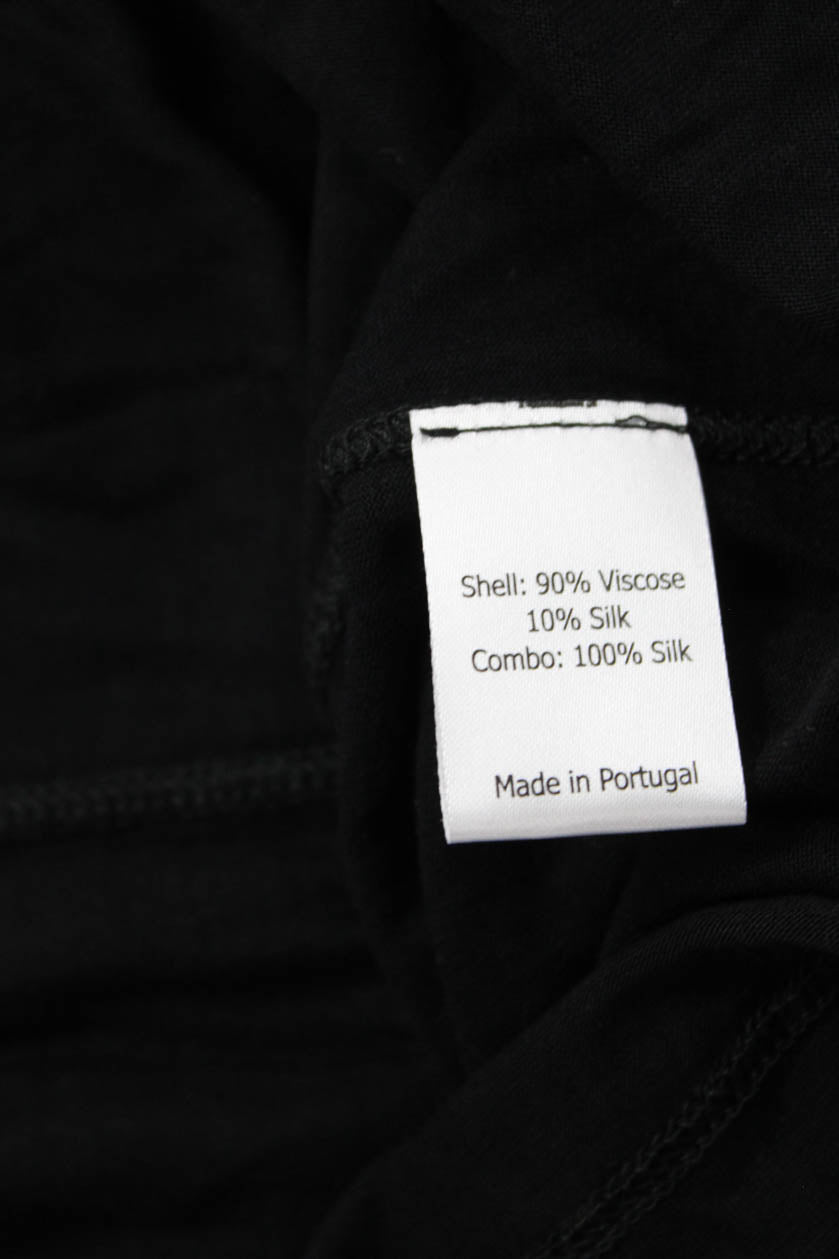 Shell: 90% Viscose
10% Silk
Combo: 100% Silk
Made in Portugal